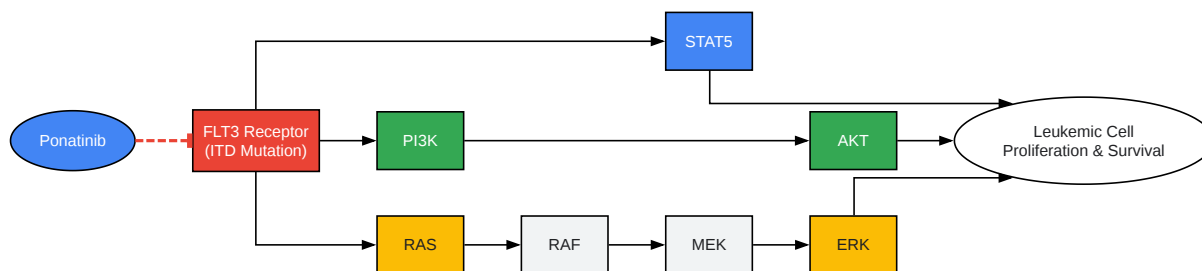 STAT5
Ponatinib
FLT3 Receptor
(ITD Mutation)
PI3K
AKT
Leukemic Cell
Proliferation & Survival
RAS
RAF
MEK
ERK